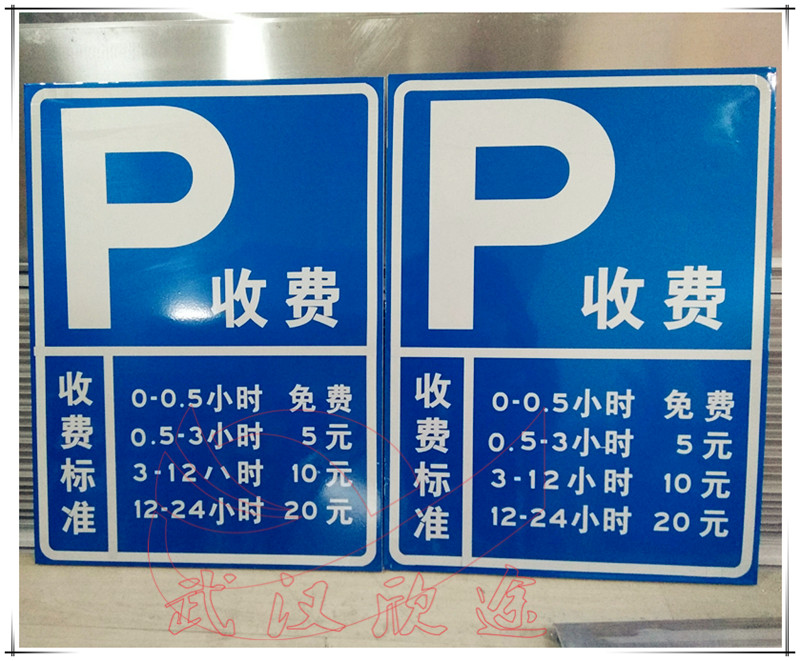 P
收费
收费标准
0-0.5小时 免费
0.5-3小时 5元
3-12八时 10元
12-24小时 20元
P
收费
收费标准
0-0.5小时 免费
0.5-3小时 5元
3-12小时 10元
12-24小时 20元
武汉欣途